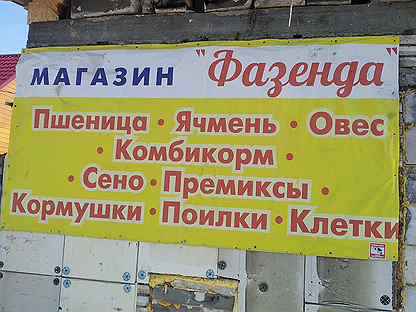 МАГАЗИН "Фазенда"
Пшеница • Ячмень • Овес
• Комбикорм •
• Сено • Премиксы •
Кормушки • Поилки • Клетки